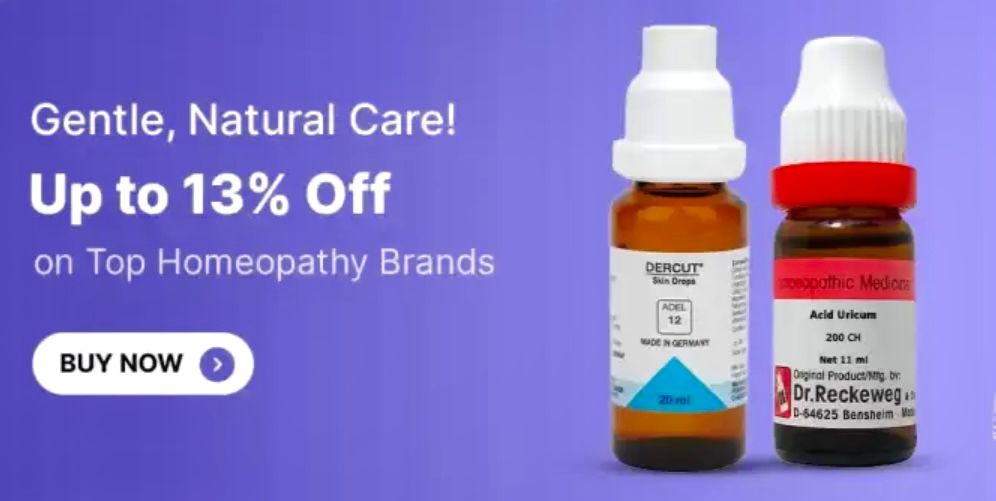 Gentle, Natural Care!
Up to 13% Off
on Top Homeopathy Brands
BUY NOW
DERCUT®
Skin Drops
ADEL
12
MADE IN GERMANY
20 ml
Medicine
Acid Uricum
200 CH
Net 11 ml
Original Product/Mfg. by:
Dr.Reckeweg &
D-64625 Bensheim